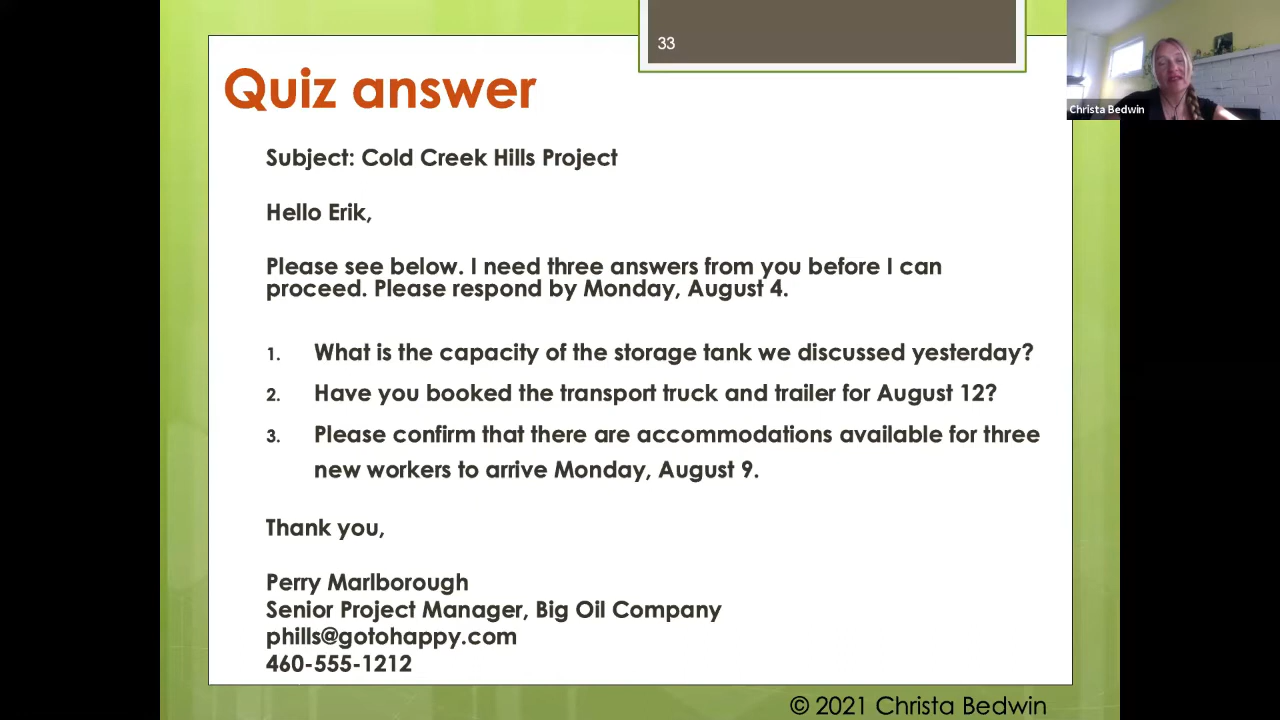 33
Christa Bedwin
Quiz answer
Subject: Cold Creek Hills Project
Hello Erik,
Please see below. I need three answers from you before I can
proceed. Please respond by Monday, August 4.
1. What is the capacity of the storage tank we discussed yesterday?
2. Have you booked the transport truck and trailer for August 12?
3. Please confirm that there are accommodations available for three
new workers to arrive Monday, August 9.
Thank you,
Perry Marlborough
Senior Project Manager, Big Oil Company
phills@gotohappy.com
460-555-1212
© 2021 Christa Bedwin